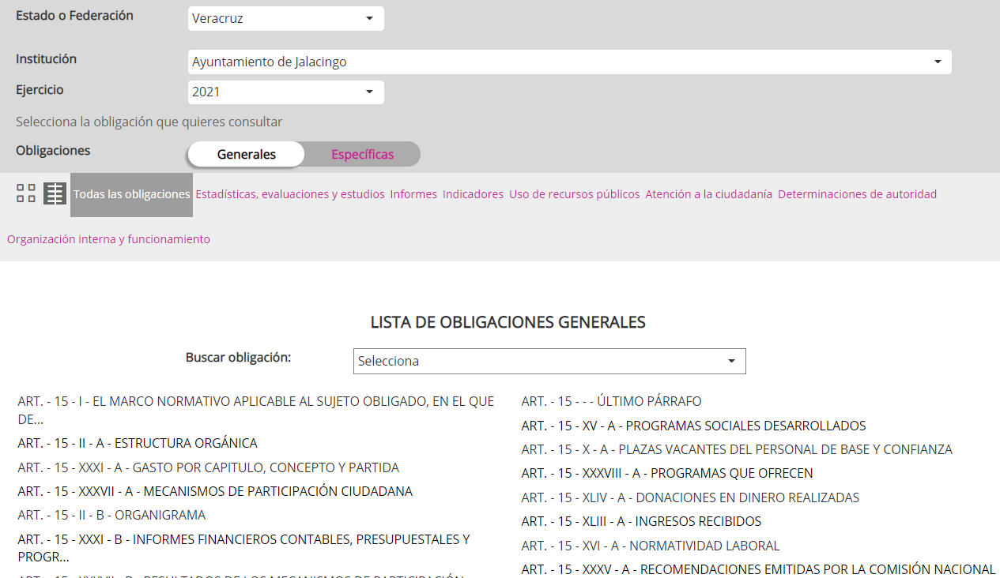 Estado o Federación
Veracruz
Institución
Ayuntamiento de Jalacingo
Ejercicio
2021
Selecciona la obligación que quieres consultar
Obligaciones
Generales
Específicas
Todas las obligaciones Estadísticas, evaluaciones y estudios Informes Indicadores Uso de recursos públicos Atención a la ciudadanía Determinaciones de autoridad
Organización interna y funcionamiento
LISTA DE OBLIGACIONES GENERALES
Buscar obligación:
Selecciona
ART. - 15 - I - EL MARCO NORMATIVO APLICABLE AL SUJETO OBLIGADO, EN EL QUE
DE...
ART. - 15 - II - A - ESTRUCTURA ORGÁNICA
ART. - 15 - XXXI - A - GASTO POR CAPITULO, CONCEPTO Y PARTIDA
ART. - 15 - XXXVII - A - MECANISMOS DE PARTICIPACIÓN CIUDADANA
ART. - 15 - II - B - ORGANIGRAMA
ART. - 15 - XXXI - B - INFORMES FINANCIEROS CONTABLES, PRESUPUESTALES Y
PROGR...
ART. - 15 - XXXVII - B - RESULTADOS DE LOS MECANISMOS DE PARTICIPACIÓN
ART. - 15 - - - ÚLTIMO PÁRRAFO
ART. - 15 - XV - A - PROGRAMAS SOCIALES DESARROLLADOS
ART. - 15 - X - A - PLAZAS VACANTES DEL PERSONAL DE BASE Y CONFIANZA
ART. - 15 - XXXVIII - A - PROGRAMAS QUE OFRECEN
ART. - 15 - XLIV - A - DONACIONES EN DINERO REALIZADAS
ART. - 15 - XLIII - A - INGRESOS RECIBIDOS
ART. - 15 - XVI - A - NORMATIVIDAD LABORAL
ART. - 15 - XXXV - A - RECOMENDACIONES EMITIDAS POR LA COMISIÓN NACIONAL